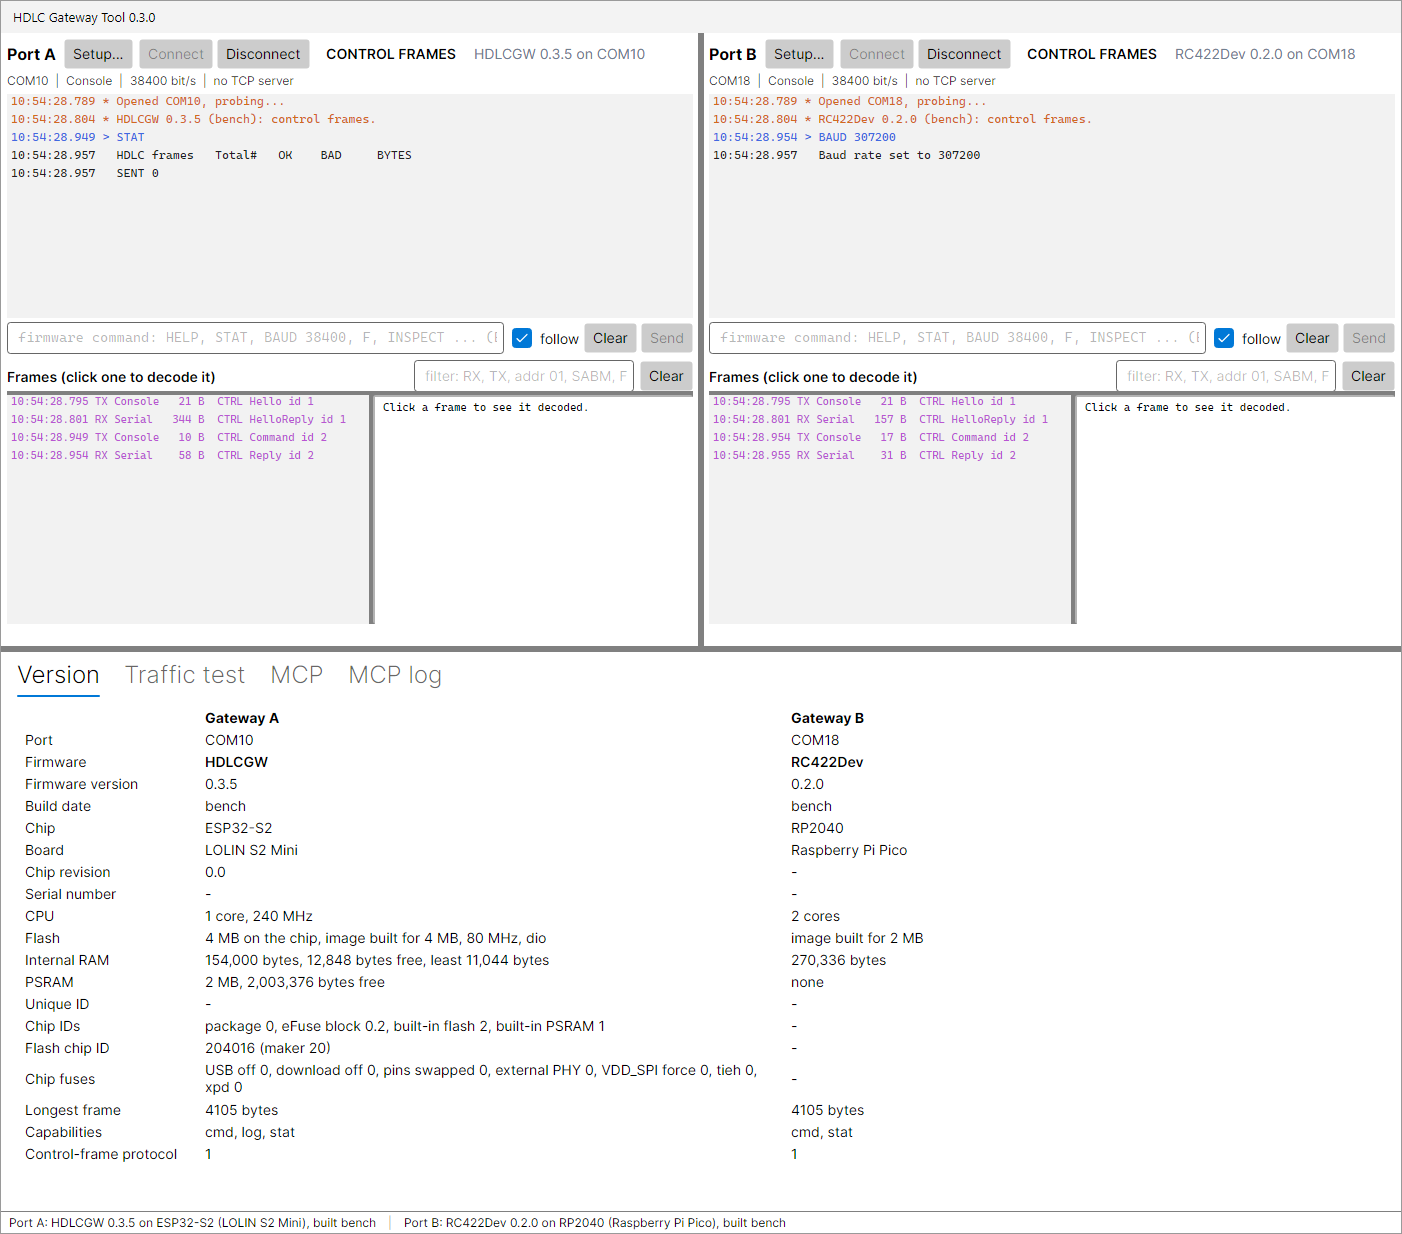 HDLC Gateway Tool 0.3.0
Port A Setup... Connect Disconnect CONTROL FRAMES HDLCGW 0.3.5 on COM10
COM10 | Console | 38400 bit/s | no TCP server
10:54:28.789 * Opened COM10, probing...
10:54:28.804 * HDLCGW 0.3.5 (bench): control frames.
10:54:28.949 > STAT
10:54:28.957 HDLC frames Total# OK BAD BYTES
10:54:28.957 SENT 0
firmware command: HELP, STAT, BAUD 38400, F, INSPECT ... (E
follow Clear Send
Frames (click one to decode it) filter: RX, TX, addr 01, SABM, F Clear
10:54:28.795 TX Console 21 B CTRL Hello id 1
10:54:28.801 RX Serial 344 B CTRL HelloReply id 1
10:54:28.949 TX Console 10 B CTRL Command id 2
10:54:28.954 RX Serial 58 B CTRL Reply id 2
Click a frame to see it decoded.
Port B Setup... Connect Disconnect CONTROL FRAMES RC422Dev 0.2.0 on COM18
COM18 | Console | 38400 bit/s | no TCP server
10:54:28.789 * Opened COM18, probing...
10:54:28.804 * RC422Dev 0.2.0 (bench): control frames.
10:54:28.954 > BAUD 307200
10:54:28.957 Baud rate set to 307200
firmware command: HELP, STAT, BAUD 38400, F, INSPECT ... (E
follow Clear Send
Frames (click one to decode it) filter: RX, TX, addr 01, SABM, F Clear
10:54:28.795 TX Console 21 B CTRL Hello id 1
10:54:28.801 RX Serial 157 B CTRL HelloReply id 1
10:54:28.954 TX Console 17 B CTRL Command id 2
10:54:28.955 RX Serial 31 B CTRL Reply id 2
Click a frame to see it decoded.
Version Traffic test MCP MCP log
Gateway A Gateway B
Port COM10 COM18
Firmware HDLCGW RC422Dev
Firmware version 0.3.5 0.2.0
Build date bench bench
Chip ESP32-S2 RP2040
Board LOLIN S2 Mini Raspberry Pi Pico
Chip revision 0.0 -
Serial number - -
CPU 1 core, 240 MHz 2 cores
Flash 4 MB on the chip, image built for 4 MB, 80 MHz, dio image built for 2 MB
Internal RAM 154,000 bytes, 12,848 bytes free, least 11,044 bytes 270,336 bytes
PSRAM 2 MB, 2,003,376 bytes free none
Unique ID - -
Chip IDs package 0, eFuse block 0.2, built-in flash 2, built-in PSRAM 1 -
Flash chip ID 204016 (maker 20) -
Chip fuses USB off 0, download off 0, pins swapped 0, external PHY 0, VDD_SPI force 0, tieh 0, -
xpd 0
Longest frame 4105 bytes 4105 bytes
Capabilities cmd, log, stat cmd, stat
Control-frame protocol 1 1
Port A: HDLCGW 0.3.5 on ESP32-S2 (LOLIN S2 Mini), built bench | Port B: RC422Dev 0.2.0 on RP2040 (Raspberry Pi Pico), built bench